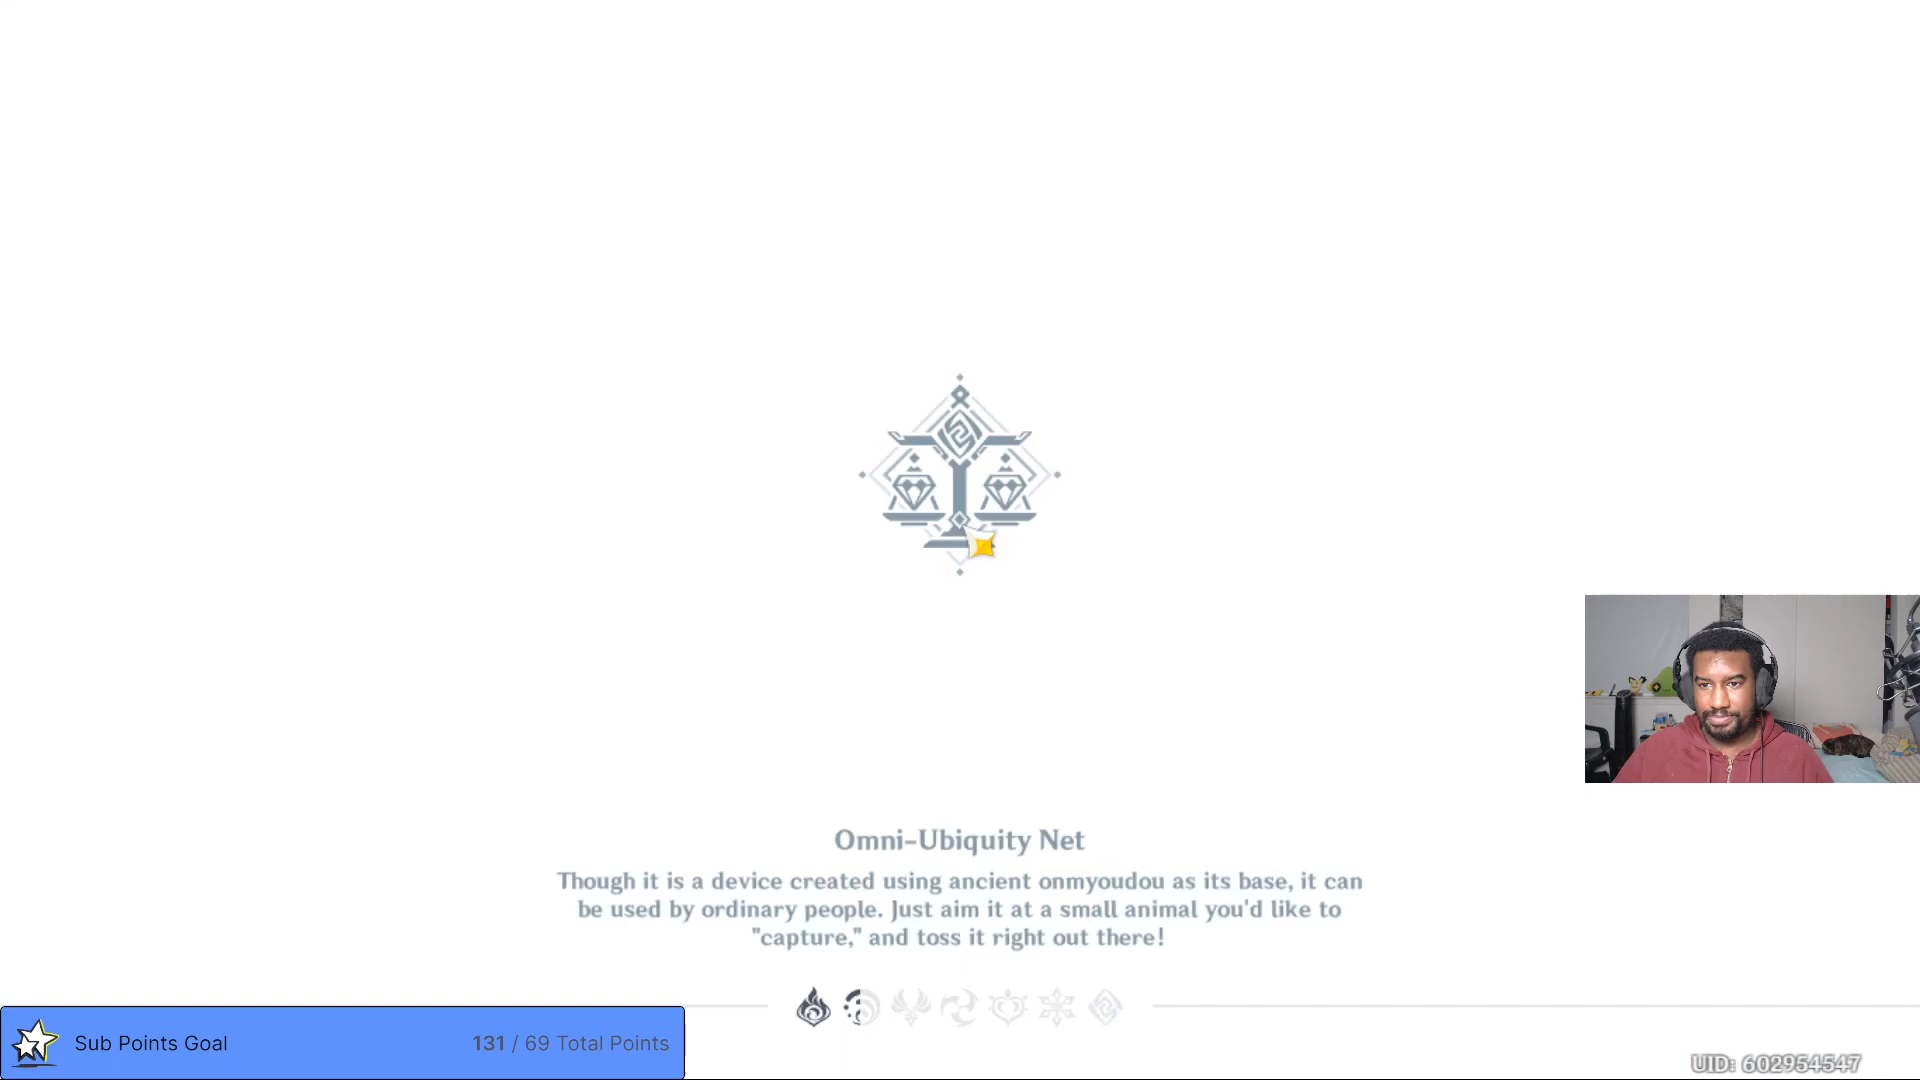 Omni-Ubiquity Net
Though it is a device created using ancient onmyoudou as its base, it can
be used by ordinary people. Just aim it at a small animal you'd like to
"capture," and toss it right out there!
Sub Points Goal
131 / 69 Total Points
UID: 602954547